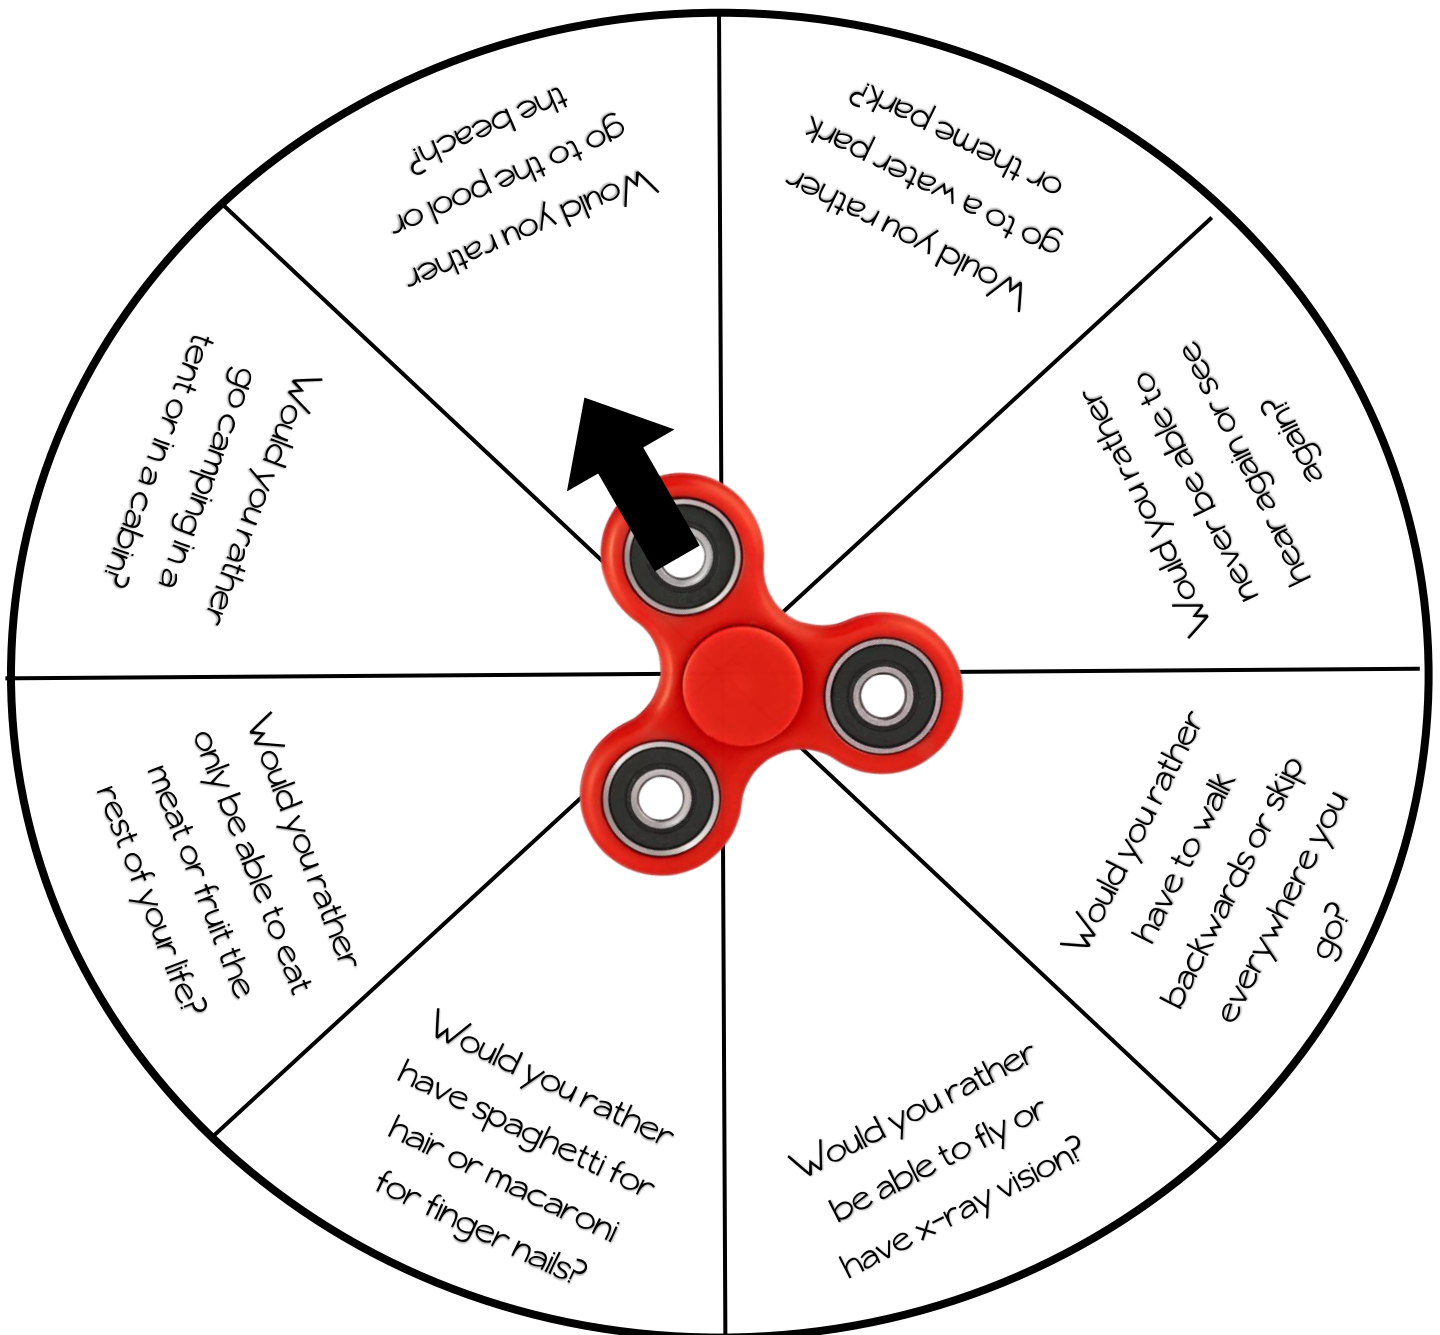 Would you rather
go to the pool or
the beach?
Would you rather
go to a water park
or theme park?
Would you rather
never be able to
hear again or see
again?
Would you rather
have to walk
backwards or skip
everywhere you
go?
Would you rather
be able to fly or
have x-ray vision?
Would you rather
have spaghetti for
hair or macaroni
for finger nails?
Would you rather
only be able to eat
meat or fruit the
rest of your life?
Would you rather
go camping in a
tent or in a cabin?